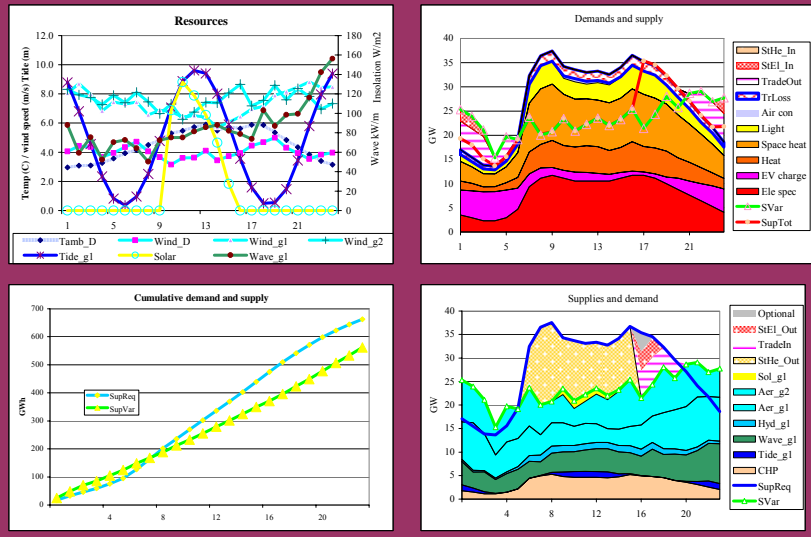 Resources
12.0
10.0
8.0
6.0
4.0
2.0
0.0
Temp (C) / wind speed (m/s) Tide (m)
180
160
140
120
100
80
60
40
20
0
Wave kW/m Insolation W/m2
1 5 9 13 17 21
Tamb_D Wind_D Wind_g1 Wind_g2
Tide_g1 Solar Wave_g1
Demands and supply
40
35
30
25
20
15
10
5
0
GW
1 5 9 13 17 21
StHe_In
StEl_In
TradeOut
TrLoss
Air con
Light
Space heat
Heat
EV charge
Ele spec
SVar
SupTot
Cumulative demand and supply
700
600
500
400
300
200
100
0
GWh
4 8 12 16 20
SupReq
SupVar
Supplies and demand
40
35
30
25
20
15
10
5
0
GW
4 8 12 16 20
Optional
StEl_Out
TradeIn
StHe_Out
Sol_g1
Aer_g2
Aer_g1
Hyd_g1
Wave_g1
Tide_g1
CHP
SupReq
SVar